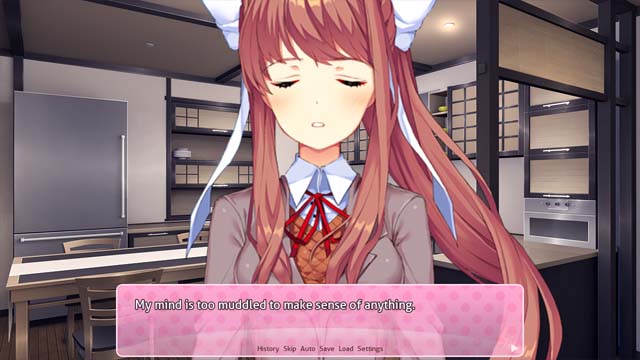 My mind is too muddled to make sense of anything.
History Skip Auto Save Load Settings